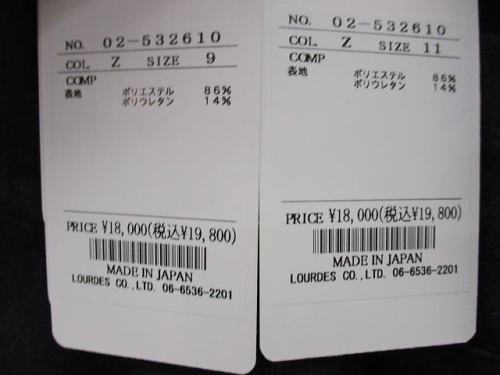 NO. 02-532610
COL Z SIZE 9
COMP
表地 ポリエステル 86%
ポリウレタン 14%
PRICE ¥18,000(税込¥19,800)
MADE IN JAPAN
LOURDES CO.,LTD. 06-6536-2201
NO. 02-532610
COL Z SIZE 11
COMP
表地 ポリエステル 86%
ポリウレタン 14%
PRICE ¥18,000(税込¥19,800)
MADE IN JAPAN
LOURDES CO.,LTD. 06-6536-2201